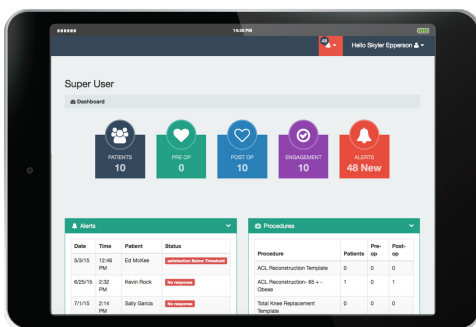 14:30 PM
48
Hello Skyler Epperson
Super User
Dashboard
PATIENTS
10
PRE OP
0
POST OP
10
ENGAGEMENT
10
ALERTS
48 New
Alerts
Date Time Patient Status
5/3/15 12:46 PM Ed McKee satisfaction Below Threshold
6/25/15 2:32 PM Kevin Rock No response
7/1/15 2:14 PM Sally Garcia No response
Procedures
Procedure Patients Pre-op Post-op
ACL Reconstruction Template 0 0 0
ACL Reconstruction- 65 + - Obese 1 0 1
Total Knee Replacement Template 0 0 0